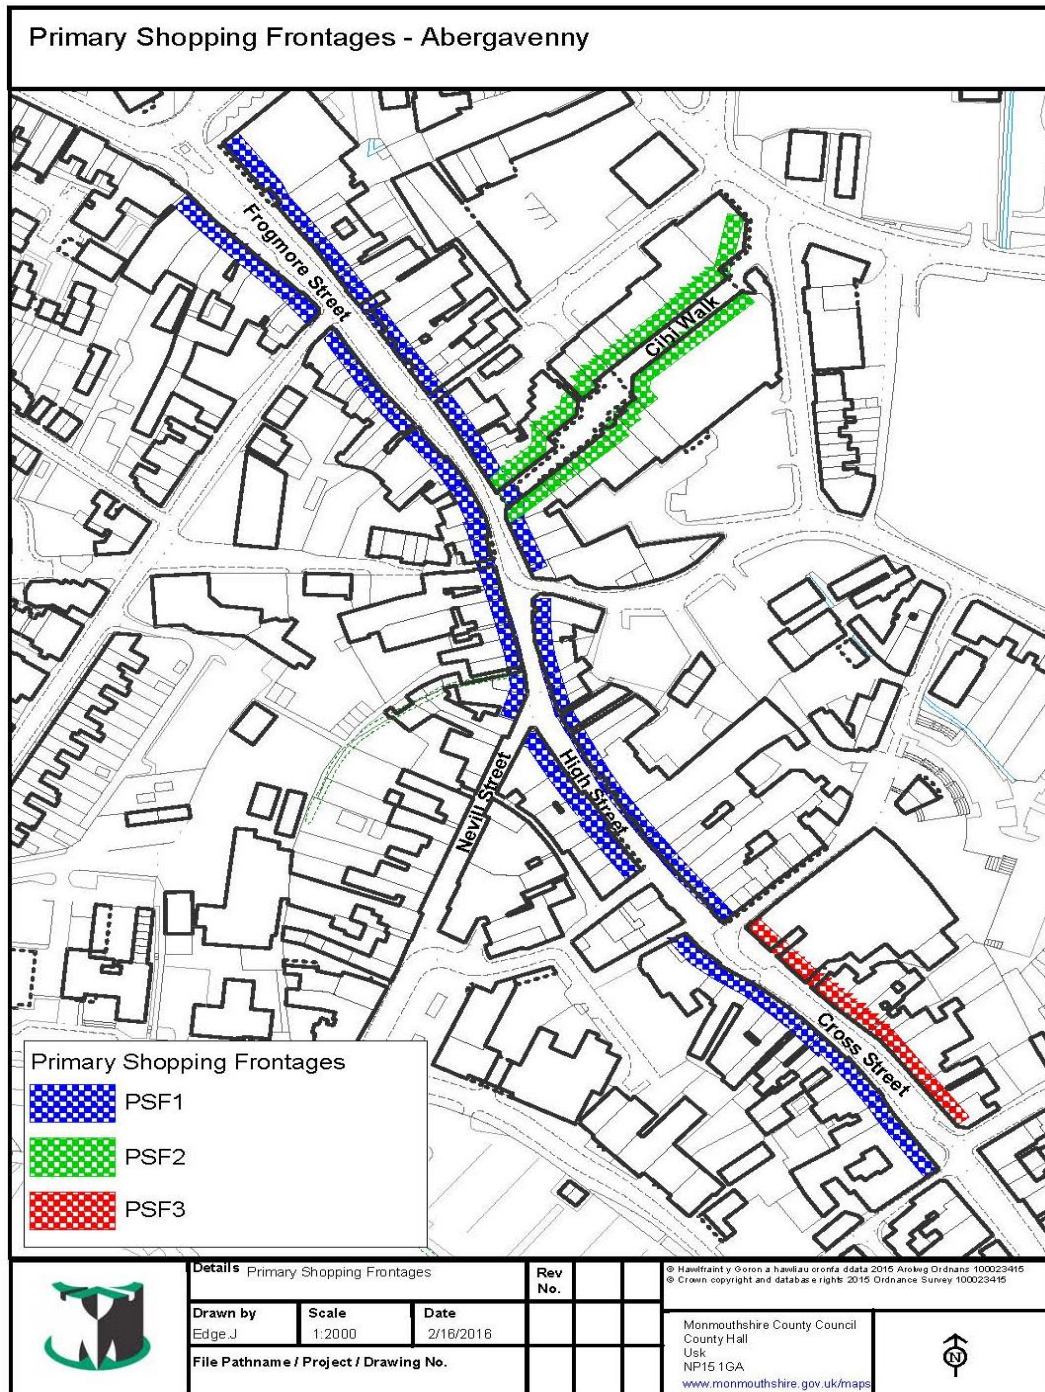 Primary Shopping Frontages - Abergavenny
Frogmore Street
Cibi Walk
High Street
Nevill Street
Cross Street
Primary Shopping Frontages
PSF1
PSF2
PSF3
Details Primary Shopping Frontages
Rev
No.
Drawn by
Edge.J
Scale
1:2000
Date
2/16/2016
File Pathname / Project / Drawing No.
© Hawlfraint y Goron a hawliau cronfa ddata 2015 Arolwg Ordnans 100023415
© Crown copyright and database rights 2015 Ordnance Survey 100023415
Monmouthshire County Council
County Hall
Usk
NP15 1GA
www.monmouthshire.gov.uk/maps
N